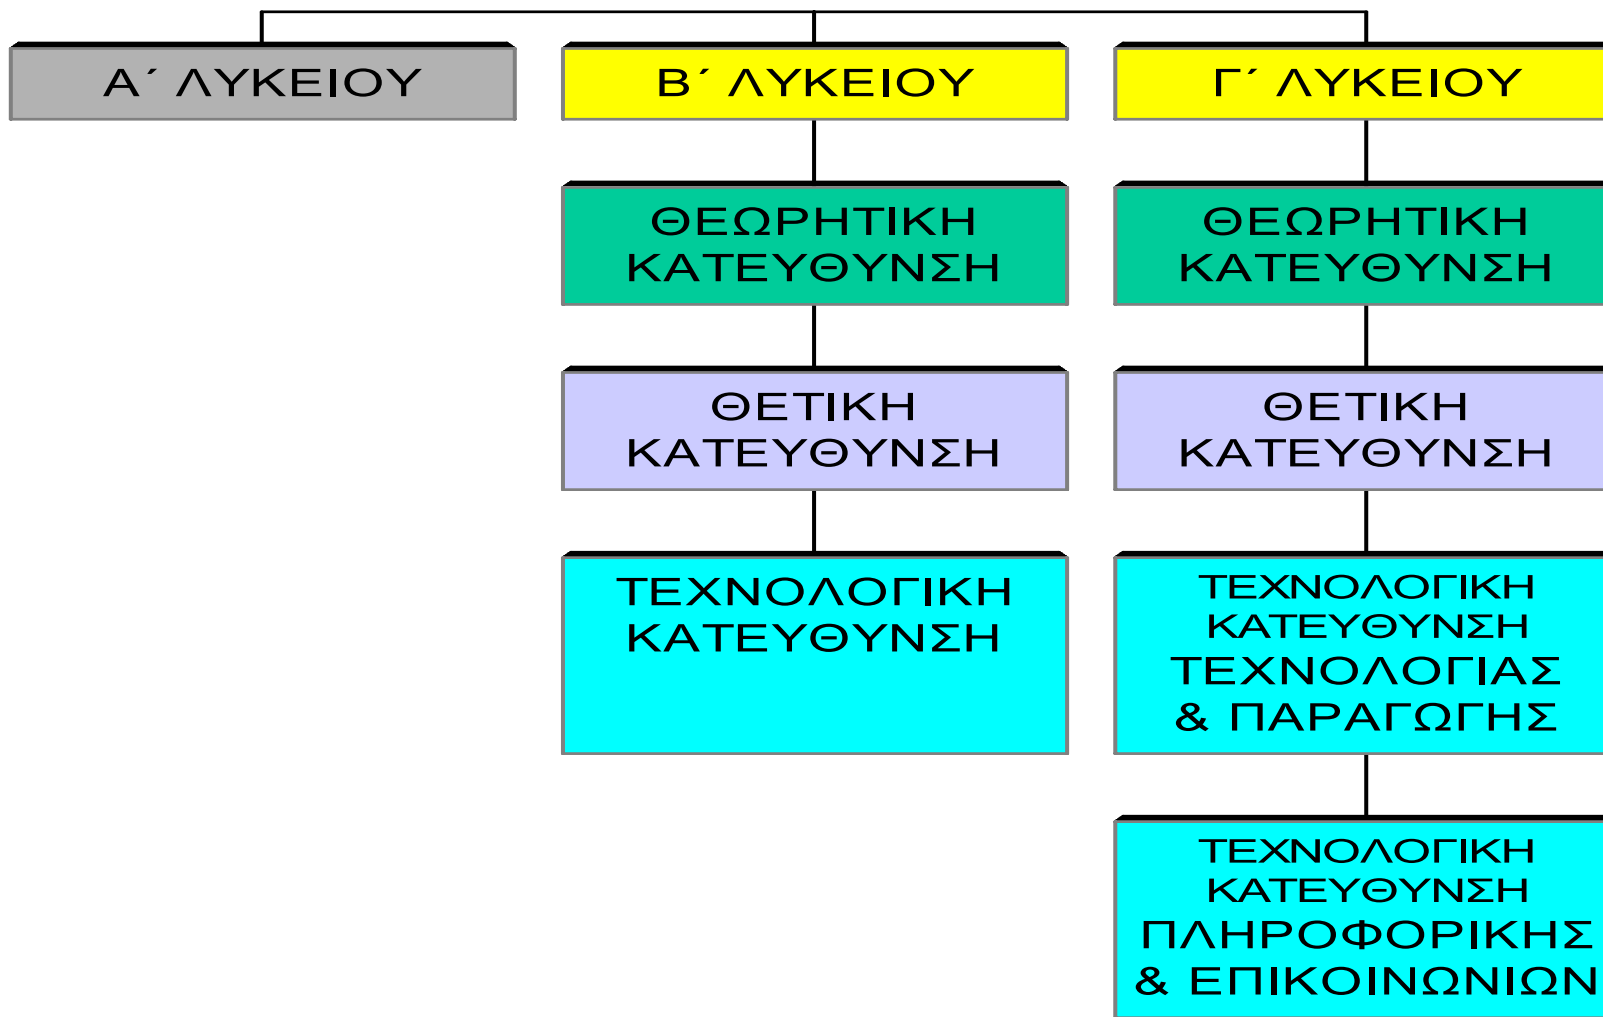 Α΄ ΛΥΚΕΙΟΥ
Β΄ ΛΥΚΕΙΟΥ
Γ΄ ΛΥΚΕΙΟΥ
ΘΕΩΡΗΤΙΚΗ
ΚΑΤΕΥΘΥΝΣΗ
ΘΕΩΡΗΤΙΚΗ
ΚΑΤΕΥΘΥΝΣΗ
ΘΕΤΙΚΗ
ΚΑΤΕΥΘΥΝΣΗ
ΘΕΤΙΚΗ
ΚΑΤΕΥΘΥΝΣΗ
ΤΕΧΝΟΛΟΓΙΚΗ
ΚΑΤΕΥΘΥΝΣΗ
ΤΕΧΝΟΛΟΓΙΚΗ
ΚΑΤΕΥΘΥΝΣΗ
ΤΕΧΝΟΛΟΓΙΑΣ
& ΠΑΡΑΓΩΓΗΣ
ΤΕΧΝΟΛΟΓΙΚΗ
ΚΑΤΕΥΘΥΝΣΗ
ΠΛΗΡΟΦΟΡΙΚΗΣ
& ΕΠΙΚΟΙΝΩΝΙΩΝ